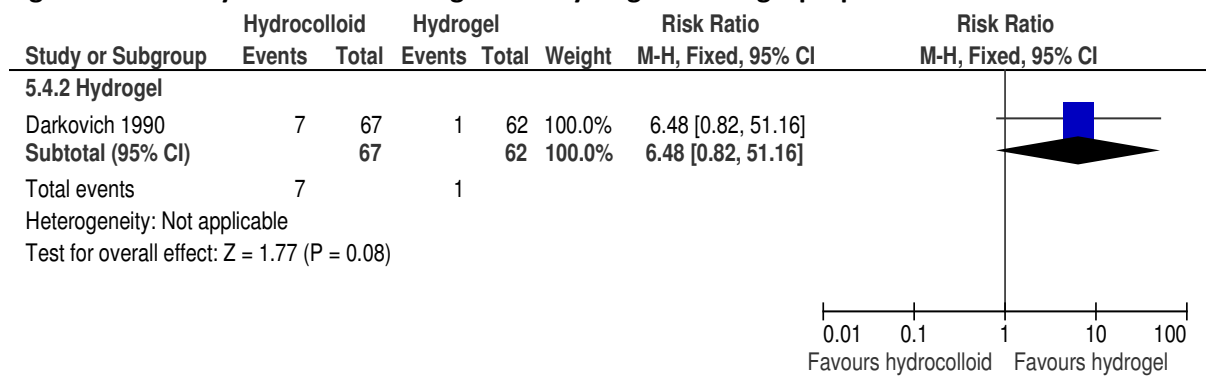 Hydrocolloid Hydrogel Risk Ratio Risk Ratio
Study or Subgroup Events Total Events Total Weight M-H, Fixed, 95% CI M-H, Fixed, 95% CI
5.4.2 Hydrogel
Darkovich 1990 7 67 1 62 100.0% 6.48 [0.82, 51.16]
Subtotal (95% CI) 67 62 100.0% 6.48 [0.82, 51.16]
Total events 7 1
Heterogeneity: Not applicable
Test for overall effect: Z = 1.77 (P = 0.08)
0.01 0.1 1 10 100
Favours hydrocolloid Favours hydrogel